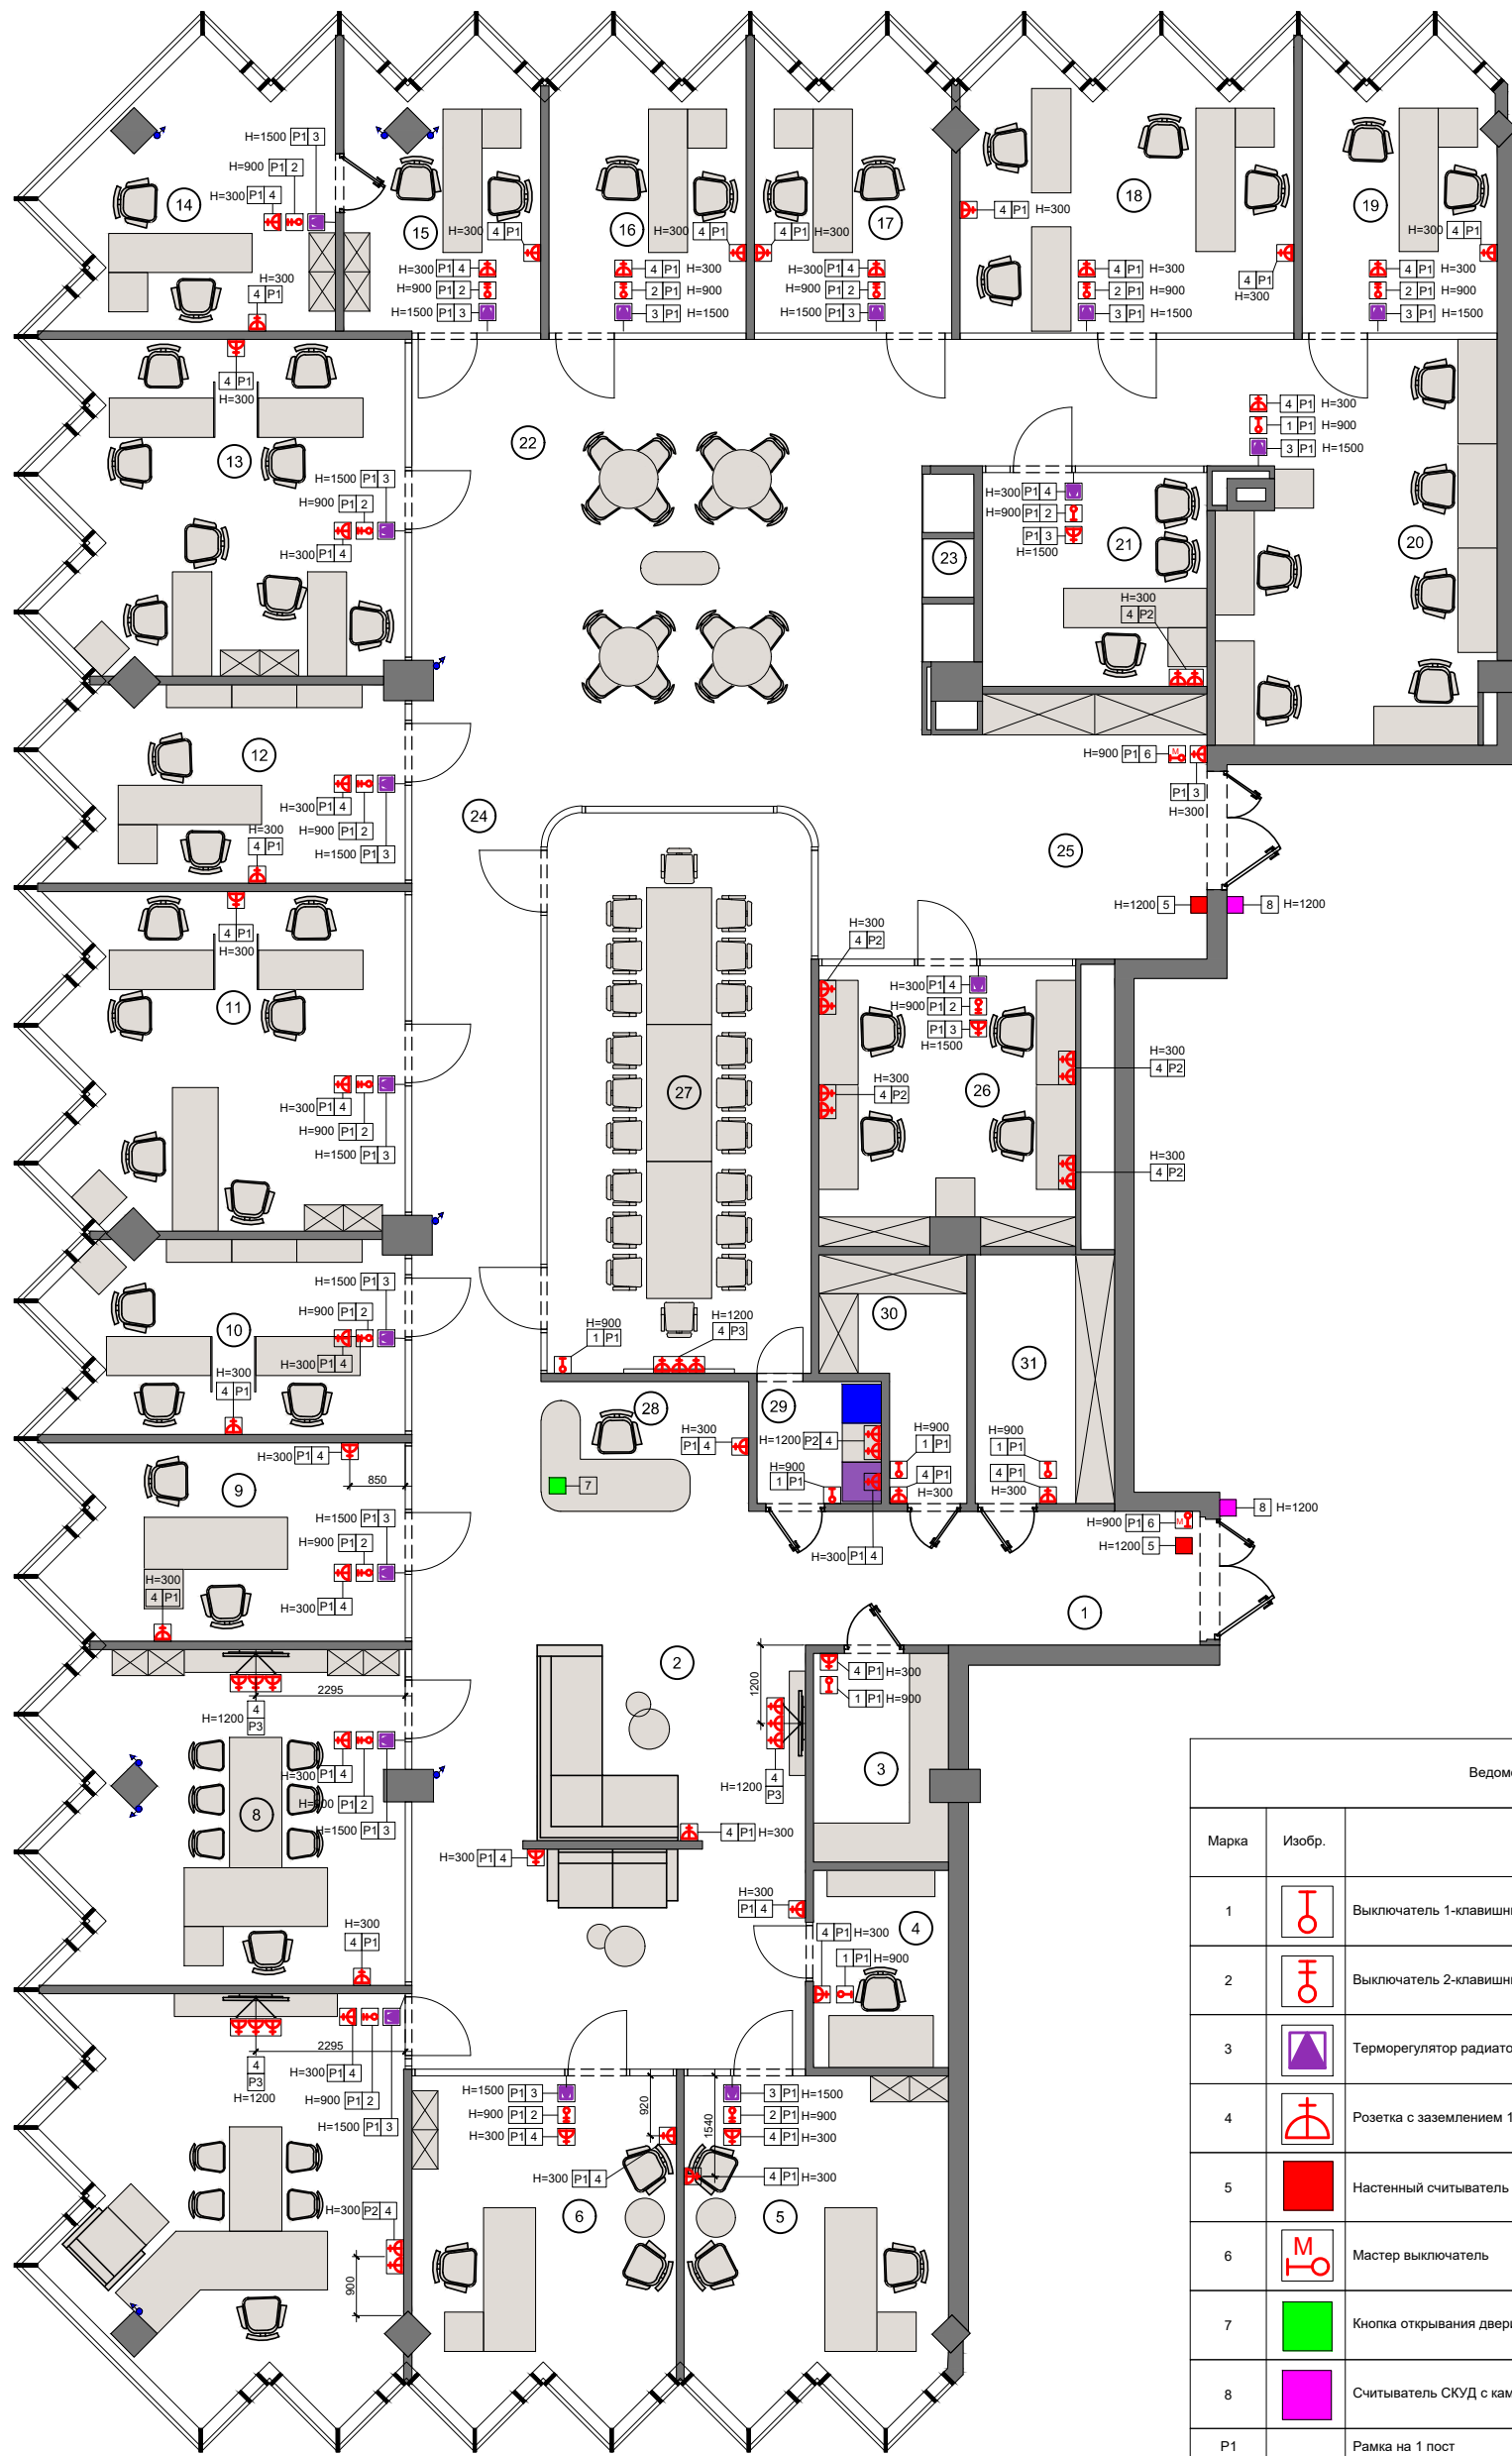 H=1500 P1 3
H=900 P1 2
H=300 P1 4
14
H=300
4 P1
15
H=300 4 P1
H=300 P1 4
H=900 P1 2
H=1500 P1 3
16
H=300 4 P1
4 P1 H=300
2 P1 H=900
3 P1 H=1500
17
4 P1 H=300
H=300 P1 4
H=900 P1 2
H=1500 P1 3
18
4 P1 H=300
4 P1 H=300
2 P1 H=900
3 P1 H=1500
4 P1
H=300
19
H=300 4 P1
4 P1 H=300
2 P1 H=900
3 P1 H=1500
4 P1
H=300
13
H=1500 P1 3
H=900 P1 2
H=300 P1 4
22
4 P1 H=300
1 P1 H=900
3 P1 H=1500
20
H=300 P1 4
H=900 P1 2
P1 3
H=1500
21
23
H=300
4 P2
12
H=300 P1 4
H=900 P1 2
H=1500 P1 3
H=300
4 P1
24
H=900 P1 6 M
P1 3
H=300
25
H=1200 5
8 H=1200
4 P1
H=300
11
H=300 P1 4
H=900 P1 2
H=1500 P1 3
H=300
4 P2
H=300 P1 4
H=900 P1 2
P1 3
H=1500
27
26
H=300
4 P2
H=300
4 P2
H=300
4 P2
H=1500 P1 3
H=900 P1 2
H=300 P1 4
10
H=300
4 P1
H=900
1 P1
H=1200
4 P3
30
31
28
29
H=300
P1 4
H=1200 P2 4
H=900
1 P1
H=900
1 P1
4 P1
H=300
H=900
1 P1
4 P1
H=300
7
H=300 P1 4
8 H=1200
H=900 P1 6 M
H=1200 5
1
H=300 P1 4
850
9
H=1500 P1 3
H=900 P1 2
H=300 P1 4
H=300
4 P1
2
1200
4 P1 H=300
1 P1 H=900
3
2295
H=1200 4
P3
H=300 P1 4
H=900 P1 2
H=1500 P1 3
8
H=1200 4
P3
4 P1 H=300
H=300 P1 4
H=300
P1 4
4
4 P1 H=300
1 P1 H=900
H=300
4 P1
2295
4
P3
H=1200
H=300 P1 4
H=900 P1 2
H=1500 P1 3
H=1500 P1 3
H=900 P1 2
H=300 P1 4
920
H=300 P1 4
6
3 P1 H=1500
2 P1 H=900
4 P1 H=300
1540
4 P1 H=300
5
H=300 P2 4
900
Марка Изобр.
1 Выключатель
2 Выключатель
3 Терморегулятор
4 Розетка с заземлением
5 Настенный считыватель
6 M Мастер выключатель
7 Кнопка открывания
8 Считыватель СКУД с
P1 Рамка на 1 пост